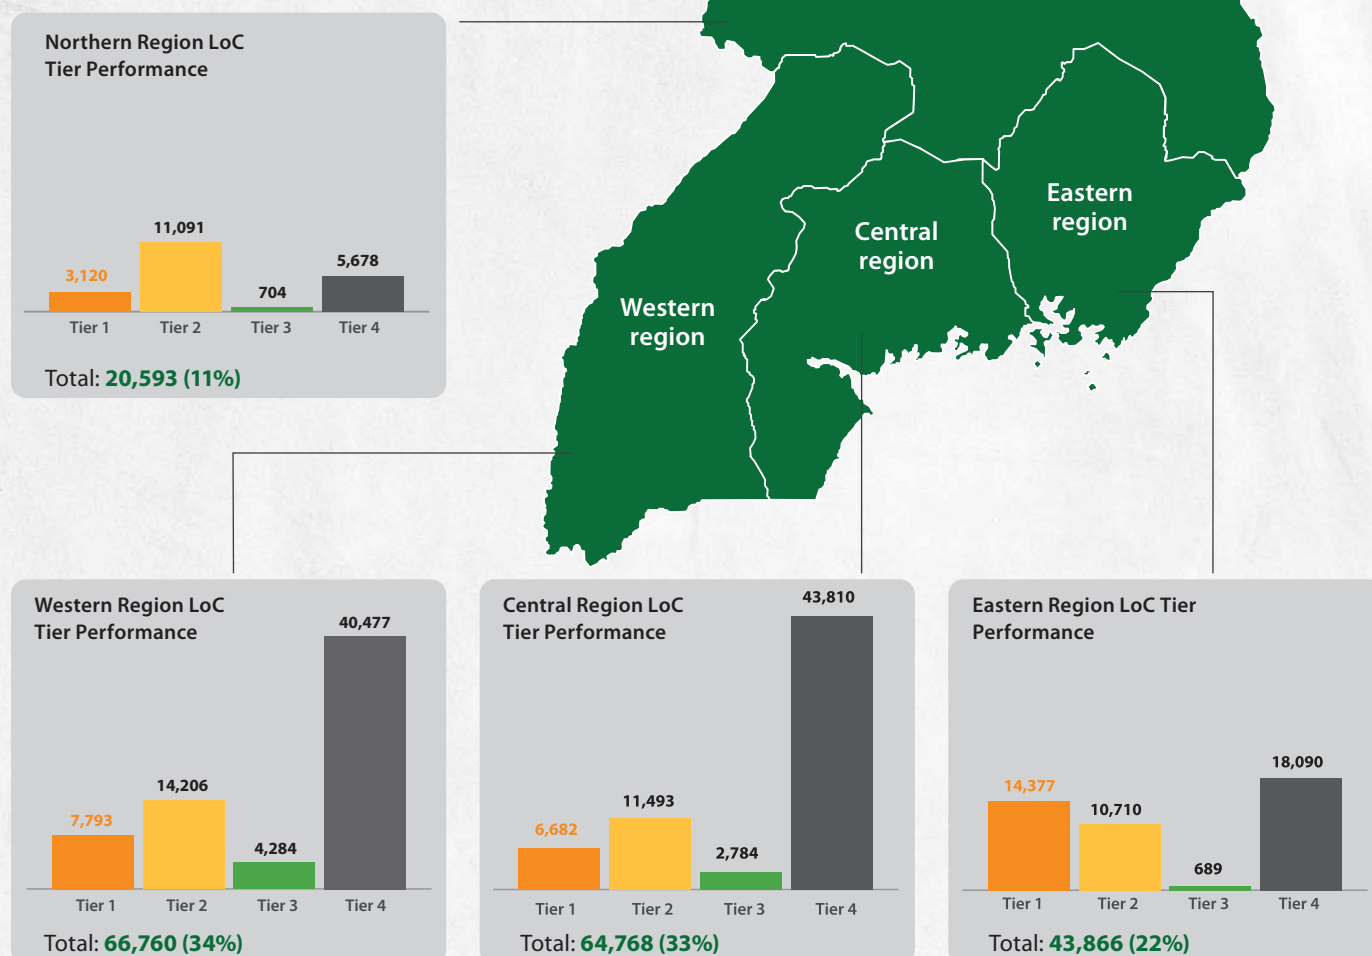 Northern Region LoC
Tier Performance
3,120
11,091
704
5,678
Tier 1
Tier 2
Tier 3
Tier 4
Total: 20,593 (11%)
Western
region
Central
region
Eastern
region
Western Region LoC
Tier Performance
7,793
14,206
4,284
40,477
Tier 1
Tier 2
Tier 3
Tier 4
Total: 66,760 (34%)
Central Region LoC
Tier Performance
6,682
11,493
2,784
43,810
Tier 1
Tier 2
Tier 3
Tier 4
Total: 64,768 (33%)
Eastern Region LoC Tier
Performance
14,377
10,710
689
18,090
Tier 1
Tier 2
Tier 3
Tier 4
Total: 43,866 (22%)